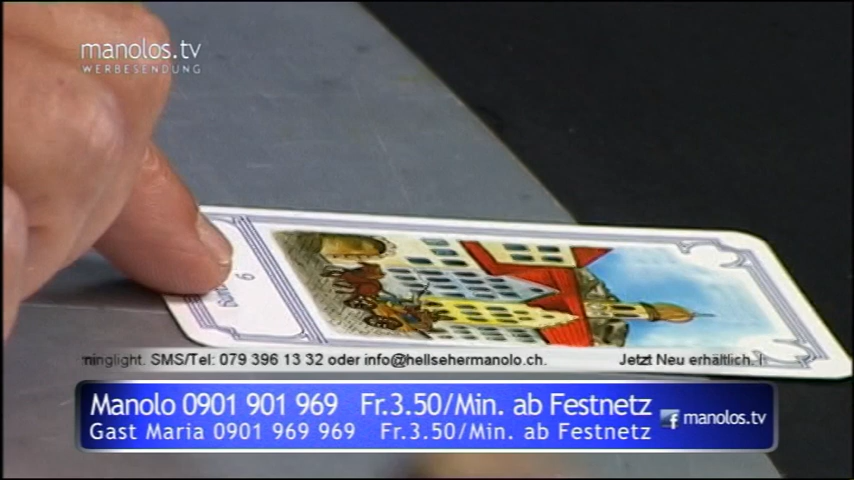 manolos.tv
WERBESENDUNG
6
minglight. SMS/Tel: 079 396 13 32 oder info@hellsehermanolo.ch. Jetzt Neu erhältlich.
Manolo 0901 901 969 Fr.3.50/Min. ab Festnetz
Gast Maria 0901 969 969 Fr.3.50/Min. ab Festnetz
f manolos.tv